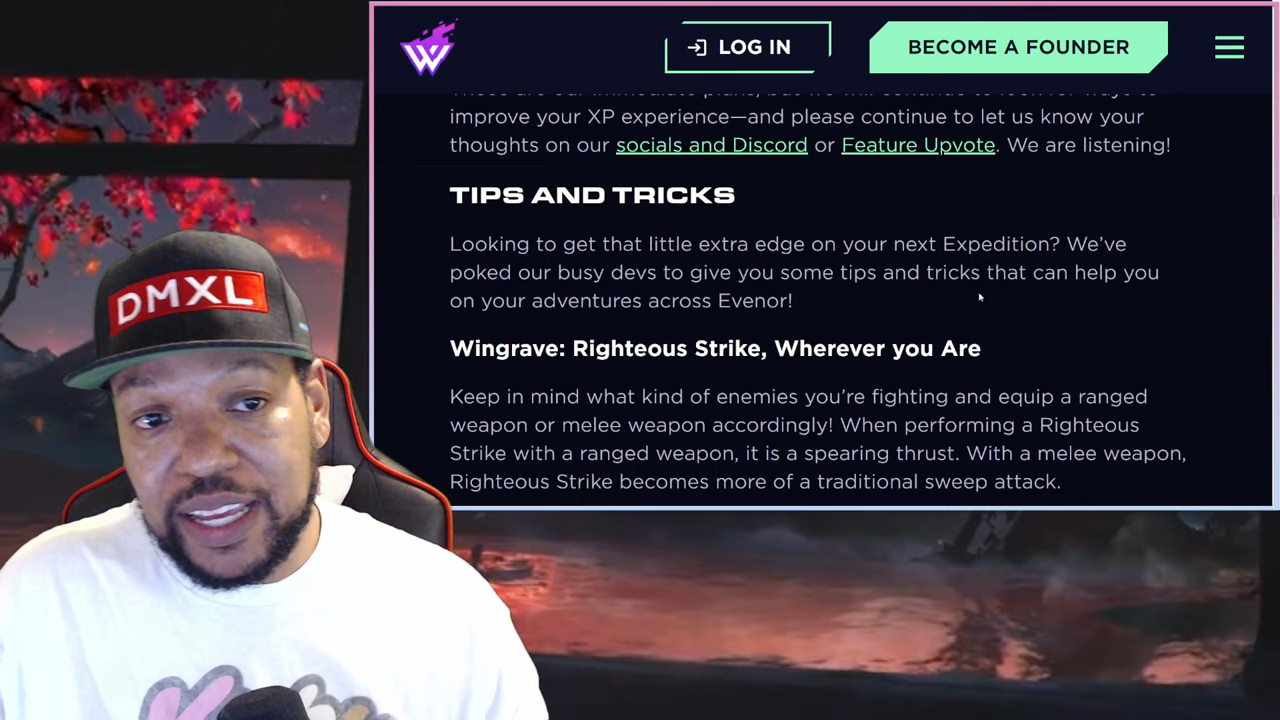 W
LOG IN
BECOME A FOUNDER
improve your XP experience—and please continue to let us know your
thoughts on our socials and Discord or Feature Upvote. We are listening!
TIPS AND TRICKS
Looking to get that little extra edge on your next Expedition? We’ve
poked our busy devs to give you some tips and tricks that can help you
on your adventures across Evenor!
Wingrave: Righteous Strike, Wherever you Are
Keep in mind what kind of enemies you’re fighting and equip a ranged
weapon or melee weapon accordingly! When performing a Righteous
Strike with a ranged weapon, it is a spearing thrust. With a melee weapon,
Righteous Strike becomes more of a traditional sweep attack.
DMXL